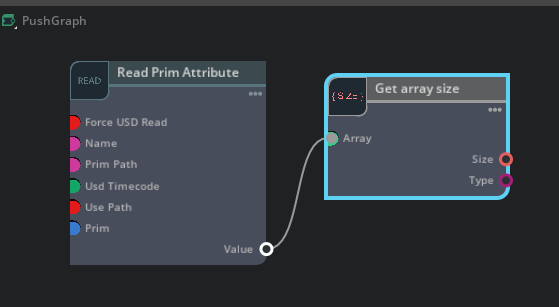 PushGraph
READ
Read Prim Attribute
Force USD Read
Name
Prim Path
Usd Timecode
Use Path
Prim
Value
{SIZE}
Get array size
Array
Size
Type